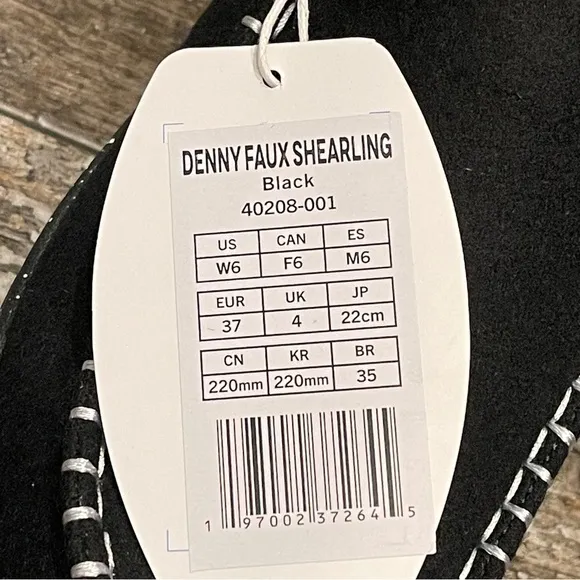 DENNY FAUX SHEARLING
Black
40208-001
US CAN ES
W6 F6 M6
EUR UK JP
37 4 22cm
CN KR BR
220mm 220mm 35
1 97002 37264 5